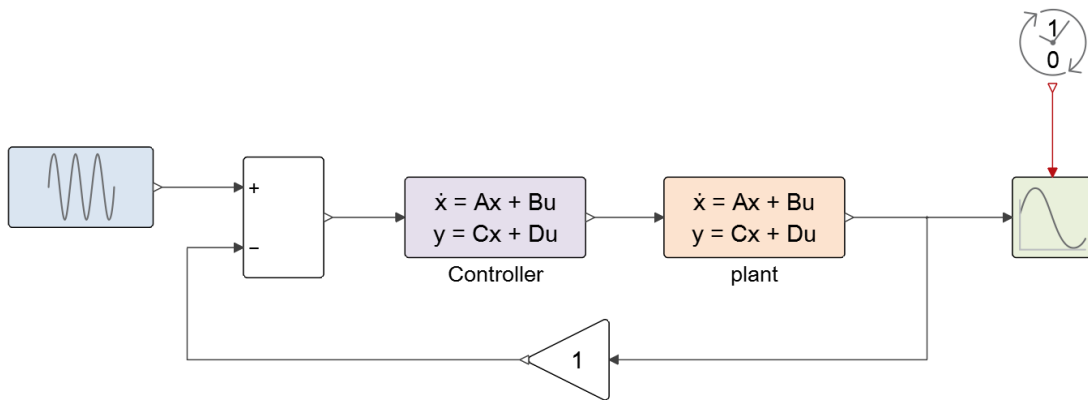 1
0
+
−
ẋ = Ax + Bu
y = Cx + Du
Controller
ẋ = Ax + Bu
y = Cx + Du
plant
1